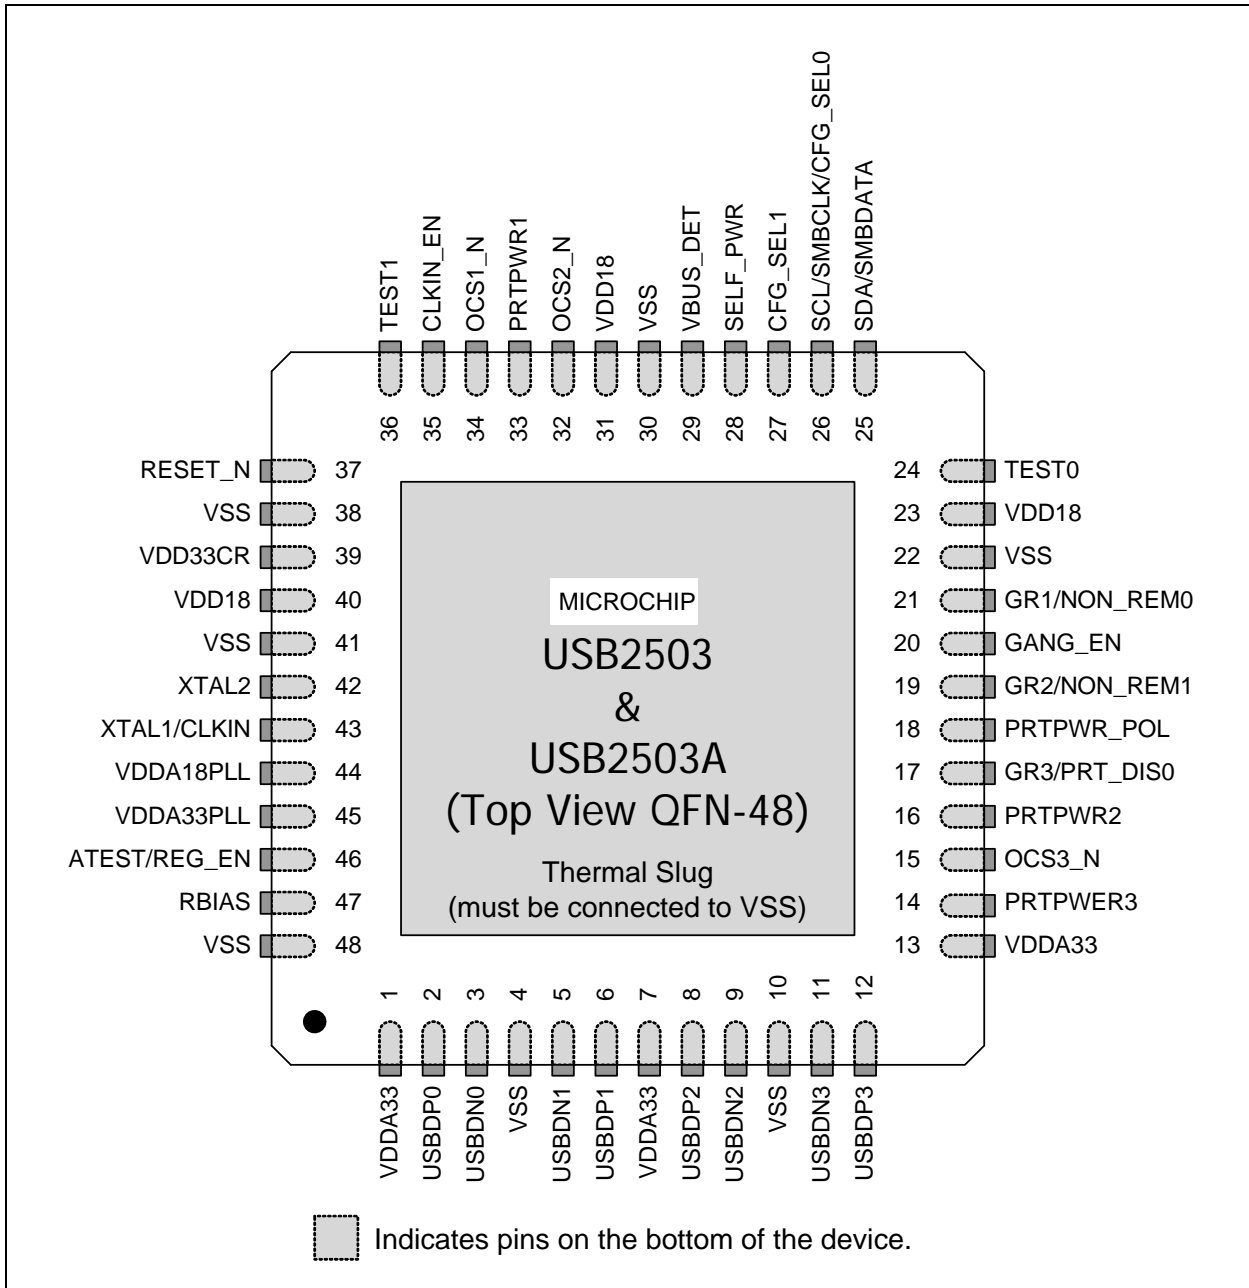 TEST1
CLKIN_EN
OCS1_N
PRTPWR1
OCS2_N
VDD18
VSS
VBUS_DET
SELF_PWR
CFG_SEL1
SCL/SMBCLK/CFG_SEL0
SDA/SMBDATA
36
35
34
33
32
31
30
29
28
27
26
25
RESET_N 37
VSS 38
VDD33CR 39
VDD18 40
VSS 41
XTAL2 42
XTAL1/CLKIN 43
VDDA18PLL 44
VDDA33PLL 45
ATEST/REG_EN 46
RBIAS 47
VSS 48
MICROCHIP
USB2503
&
USB2503A
(Top View QFN-48)
Thermal Slug
(must be connected to VSS)
24 TEST0
23 VDD18
22 VSS
21 GR1/NON_REM0
20 GANG_EN
19 GR2/NON_REM1
18 PRTPWR_POL
17 GR3/PRT_DIS0
16 PRTPWR2
15 OCS3_N
14 PRTPWER3
13 VDDA33
1
2
3
4
5
6
7
8
9
10
11
12
VDDA33
USBDP0
USBDN0
VSS
USBDN1
USBDP1
VDDA33
USBDP2
USBDN2
VSS
USBDN3
USBDP3
Indicates pins on the bottom of the device.